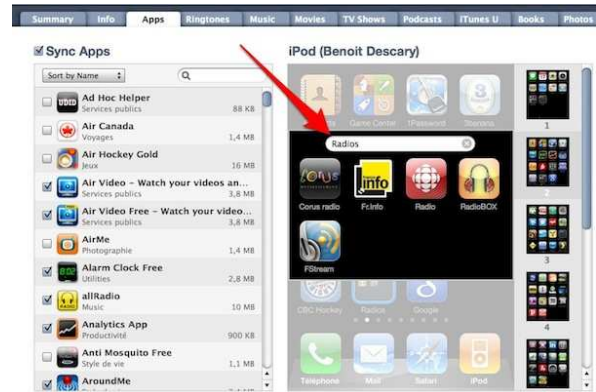 Summary Info Apps Ringtones Music Movies TV Shows Podcasts iTunes U Books Photos
Sync Apps
iPod (Benoit Descary)
Sort by Name
Ad Hoc Helper
Services publics 88 KB
Air Canada
Voyages 1,4 MB
Air Hockey Gold
Jeux 16 MB
Air Video – Watch your videos an...
Services publics 3,8 MB
Air Video Free – Watch your video...
Services publics 3,8 MB
AirMe
Photographie 1,4 MB
Alarm Clock Free
Utilities 2,8 MB
allRadio
Music 10 MB
Analytics App
Productivité 900 KB
Anti Mosquito Free
Style de vie 1,1 MB
AroundMe
Game Center 1Password
Radios
corus
info
Corus radio Fr.Info Radio RadioBOX
FStream
CBC Hockey Radios Google
Téléphone Mail Safari iPod
1
2
3
4